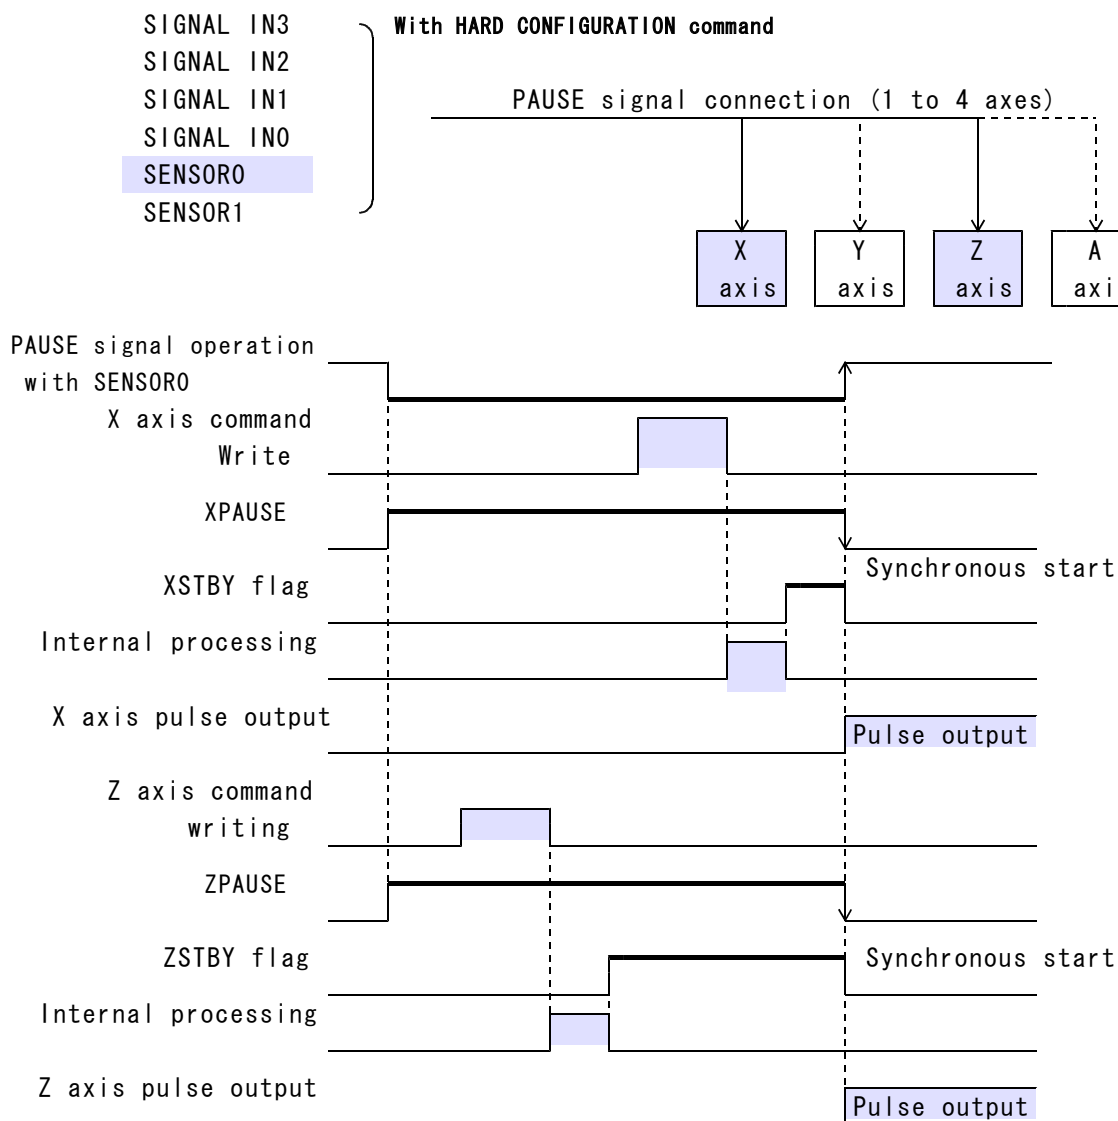 SIGNAL IN3
With HARD CONFIGURATION command
SIGNAL IN2
SIGNAL IN1
PAUSE signal connection (1 to 4 axes)
SIGNAL IN0
SENSOR0
SENSOR1
X axis
Y axis
Z axis
A axi
PAUSE signal operation
with SENSOR0
X axis command
Write
XPAUSE
Synchronous start
XSTBY flag
Internal processing
X axis pulse output
Pulse output
Z axis command
writing
ZPAUSE
ZSTBY flag
Synchronous start
Internal processing
Z axis pulse output
Pulse output